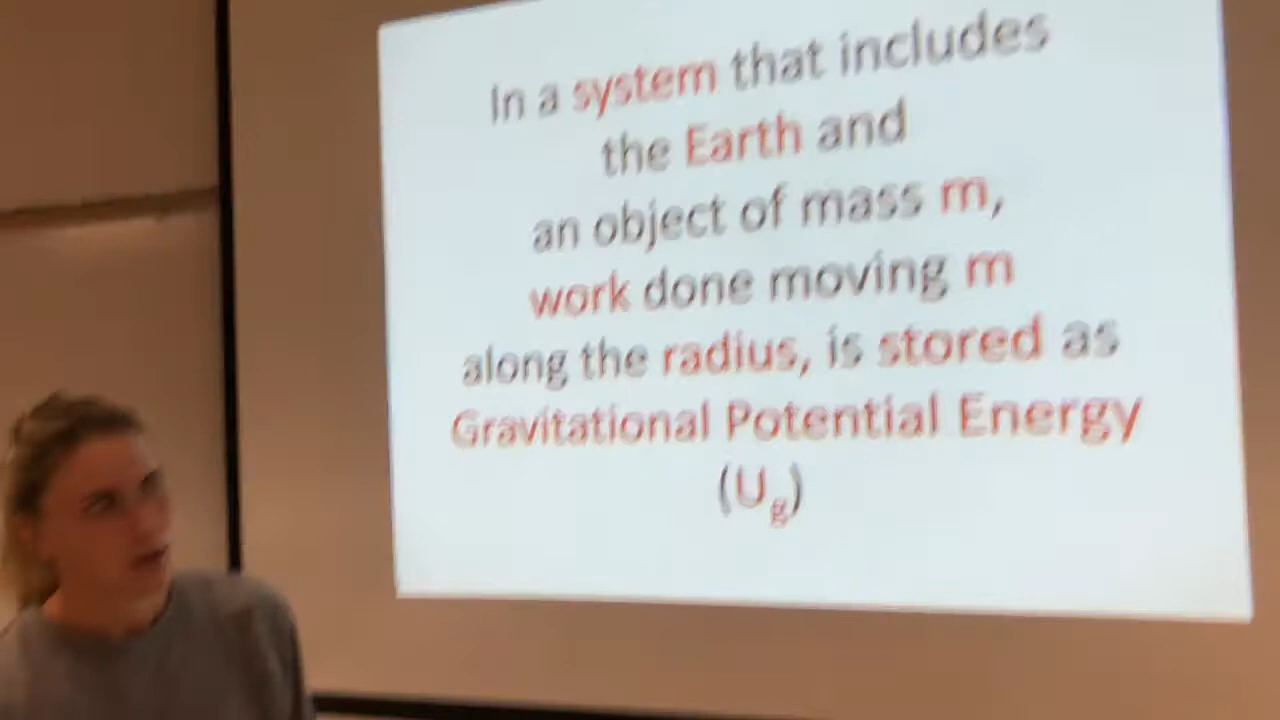 In a system that includes
the Earth and
an object of mass m,
work done moving m
along the radius, is stored as
Gravitational Potential Energy
(Ug)